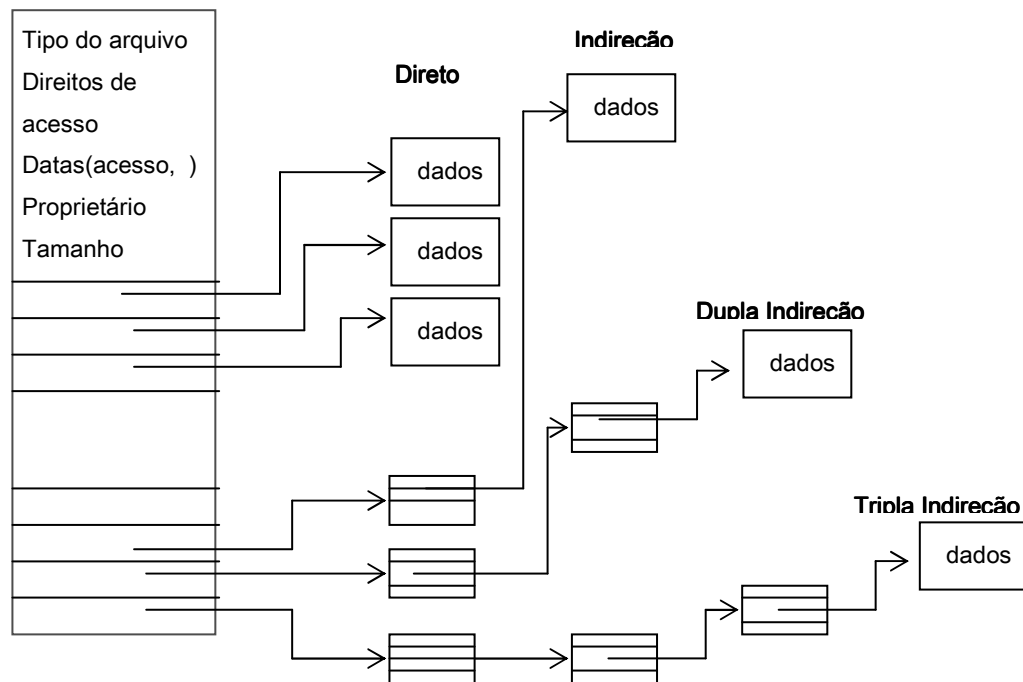 Tipo do arquivo
Direitos de
acesso
Datas(acesso, )
Proprietário
Tamanho
Direto
dados
dados
dados
Indireção
dados
Dupla Indireção
dados
Tripla Indireção
dados